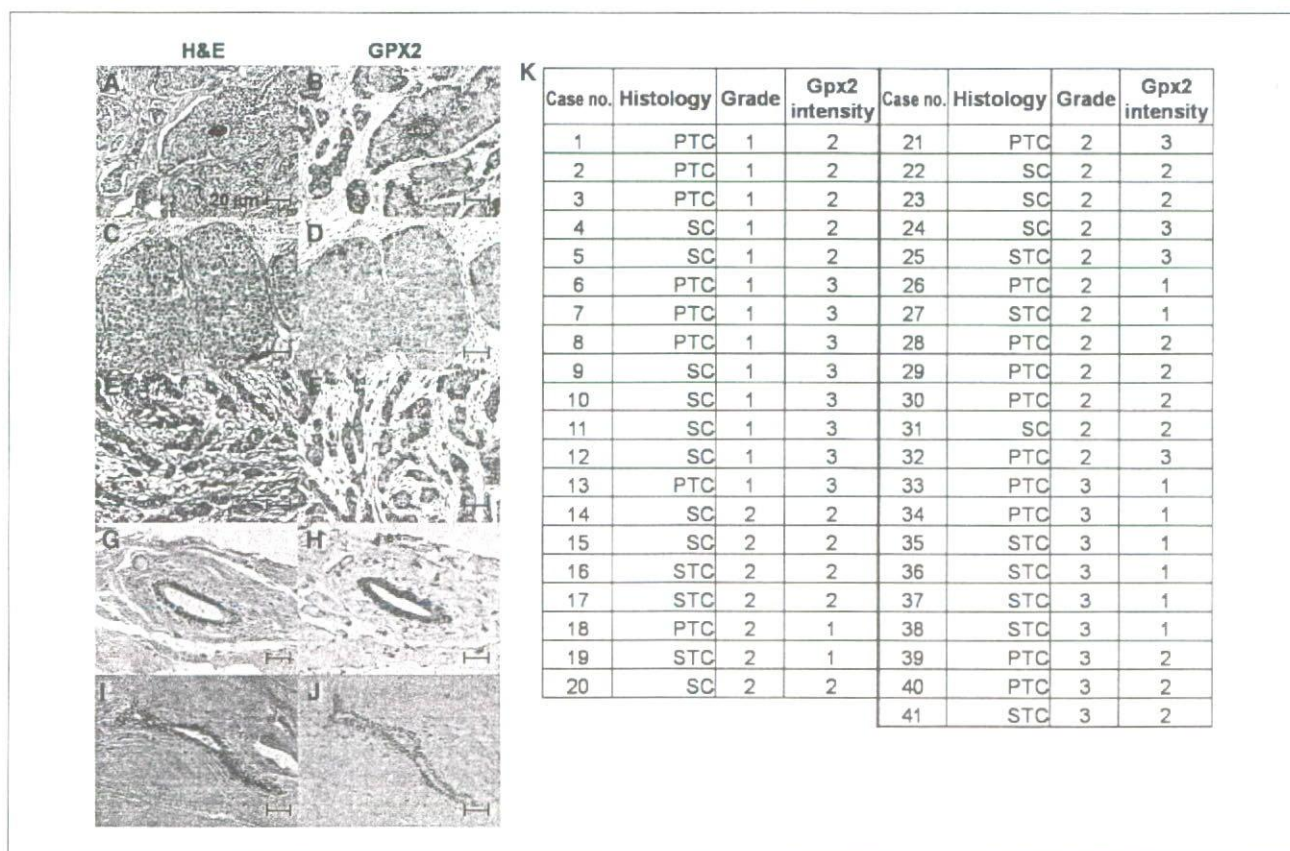 H&E GPX2
A B
20 µm
C D
E F
G H
I J
K
Case no. Histology Grade Gpx2 intensity Case no. Histology Grade Gpx2 intensity
1 PTC 1 2 21 PTC 2 3
2 PTC 1 2 22 SC 2 2
3 PTC 1 2 23 SC 2 2
4 SC 1 2 24 SC 2 3
5 SC 1 2 25 STC 2 3
6 PTC 1 3 26 PTC 2 1
7 PTC 1 3 27 STC 2 1
8 PTC 1 3 28 PTC 2 2
9 SC 1 3 29 PTC 2 2
10 SC 1 3 30 PTC 2 2
11 SC 1 3 31 SC 2 2
12 SC 1 3 32 PTC 2 3
13 PTC 1 3 33 PTC 3 1
14 SC 2 2 34 PTC 3 1
15 SC 2 2 35 STC 3 1
16 STC 2 2 36 STC 3 1
17 STC 2 2 37 STC 3 1
18 PTC 2 1 38 STC 3 1
19 STC 2 1 39 PTC 3 2
20 SC 2 2 40 PTC 3 2
41 STC 3 2